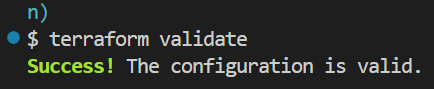 n)
$ terraform validate
Success! The configuration is valid.